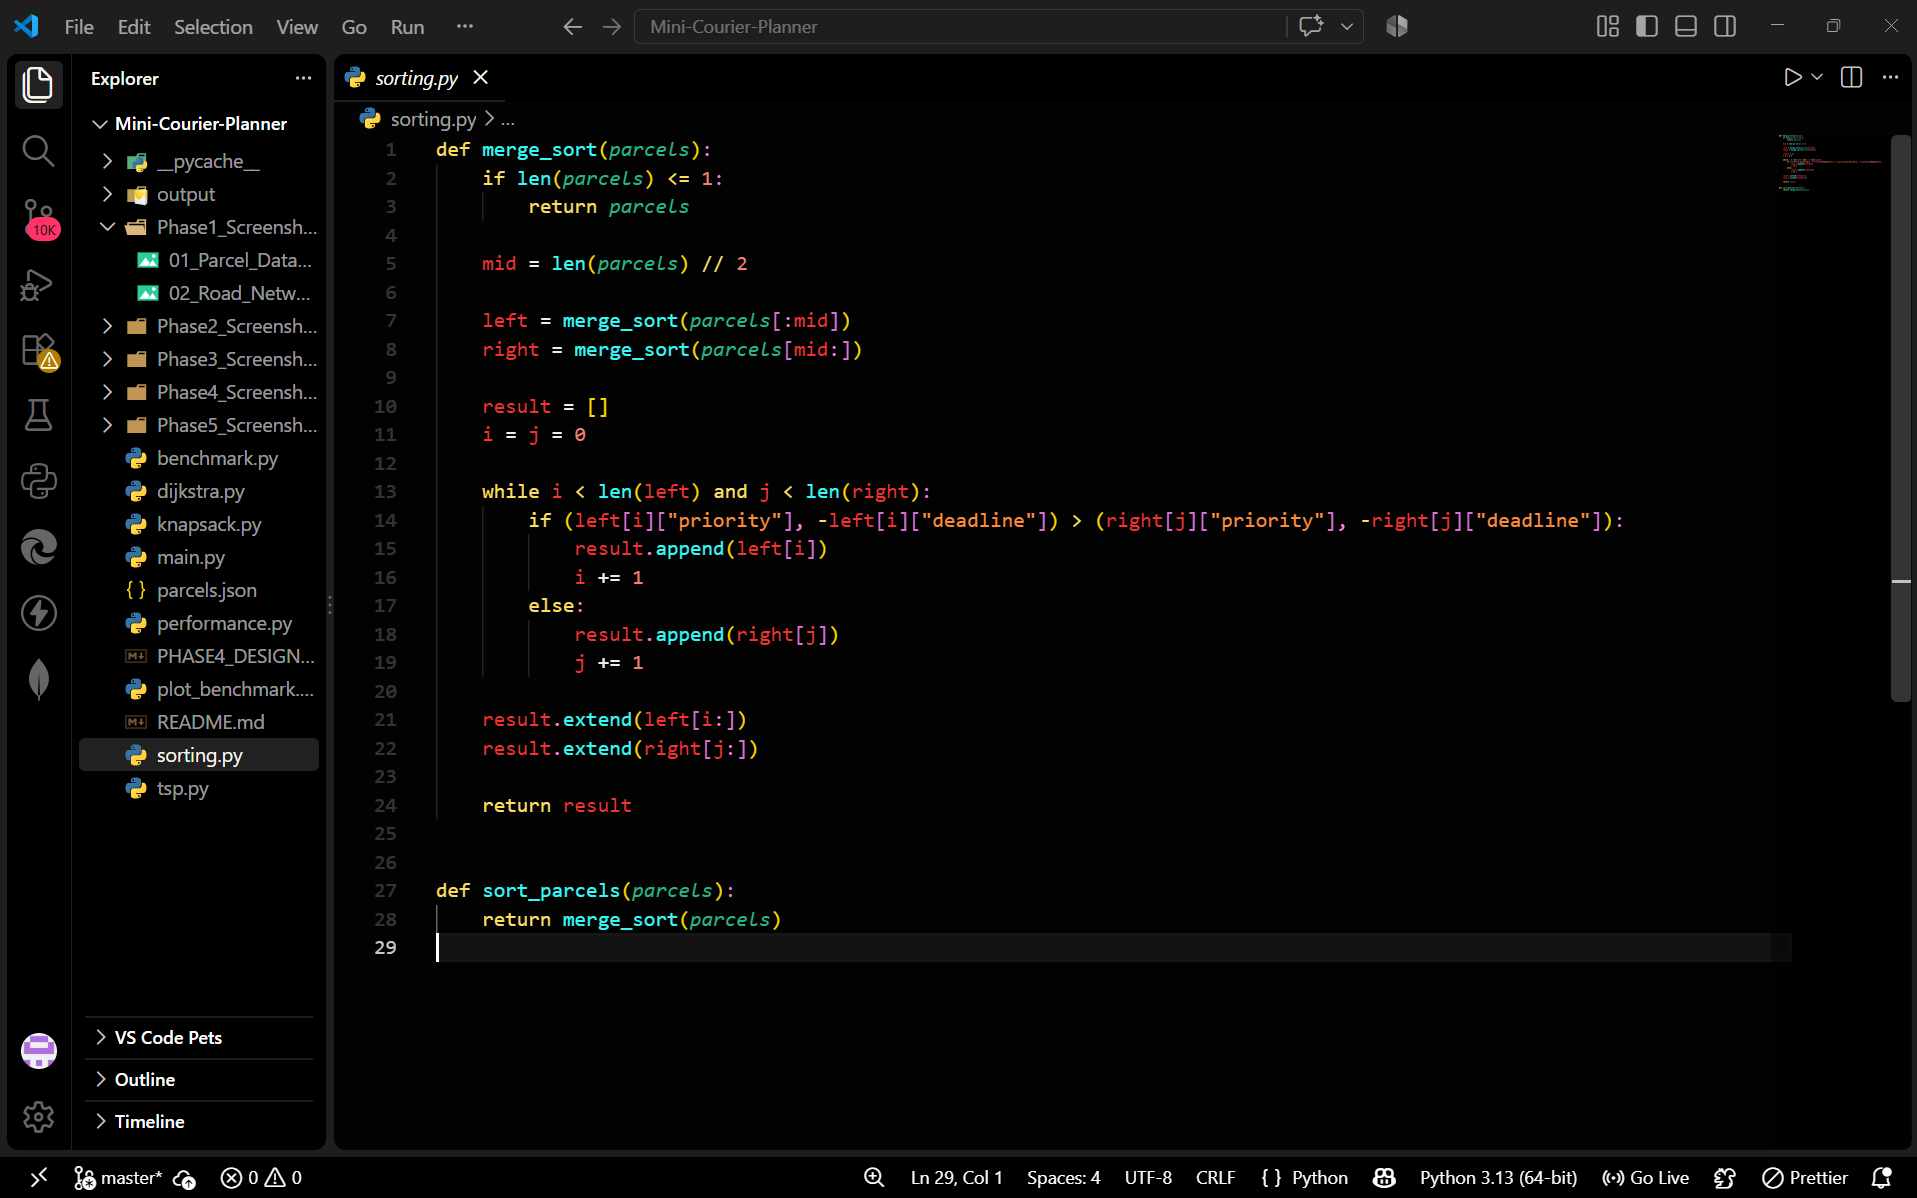 File Edit Selection View Go Run ...
Mini-Courier-Planner
Explorer ...
Mini-Courier-Planner
__pycache__
output
Phase1_Screensh...
01_Parcel_Data...
02_Road_Netw...
Phase2_Screensh...
Phase3_Screensh...
Phase4_Screensh...
Phase5_Screensh...
benchmark.py
dijkstra.py
knapsack.py
main.py
{} parcels.json
performance.py
PHASE4_DESIGN...
plot_benchmark....
README.md
sorting.py
tsp.py
VS Code Pets
Outline
Timeline
10K
sorting.py
sorting.py > ...
1 def merge_sort(parcels):
2     if len(parcels) <= 1:
3         return parcels
4
5     mid = len(parcels) // 2
6
7     left = merge_sort(parcels[:mid])
8     right = merge_sort(parcels[mid:])
9
10     result = []
11     i = j = 0
12
13     while i < len(left) and j < len(right):
14         if (left[i]["priority"], -left[i]["deadline"]) > (right[j]["priority"], -right[j]["deadline"]):
15             result.append(left[i])
16             i += 1
17         else:
18             result.append(right[j])
19             j += 1
20
21     result.extend(left[i:])
22     result.extend(right[j:])
23
24     return result
25
26
27 def sort_parcels(parcels):
28     return merge_sort(parcels)
29
master* 0 0 Ln 29, Col 1 Spaces: 4 UTF-8 CRLF {} Python Python 3.13 (64-bit) Go Live Prettier